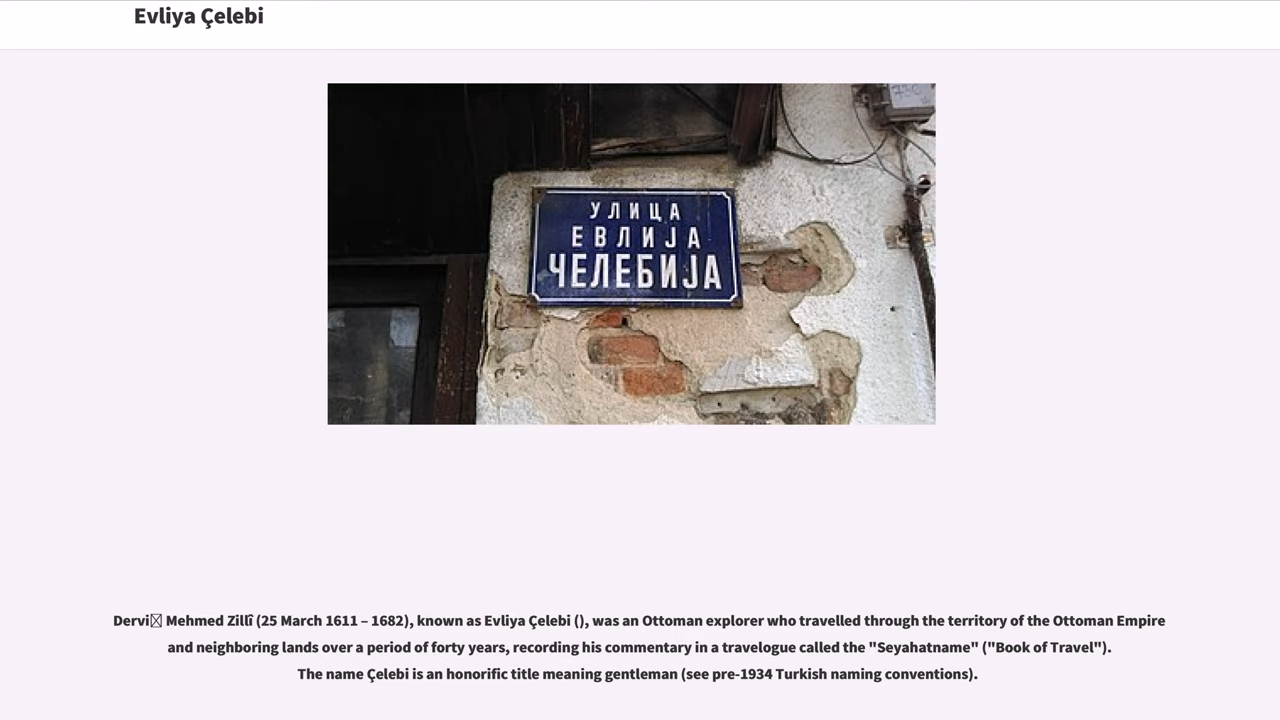 Evliya Çelebi
УЛИЦА
ЕВЛИЈА
ЧЕЛЕБИЈА
Dervi Mehmed Zillî (25 March 1611 – 1682), known as Evliya Çelebi (), was an Ottoman explorer who travelled through the territory of the Ottoman Empire
and neighboring lands over a period of forty years, recording his commentary in a travelogue called the "Seyahatname" ("Book of Travel").
The name Çelebi is an honorific title meaning gentleman (see pre-1934 Turkish naming conventions).